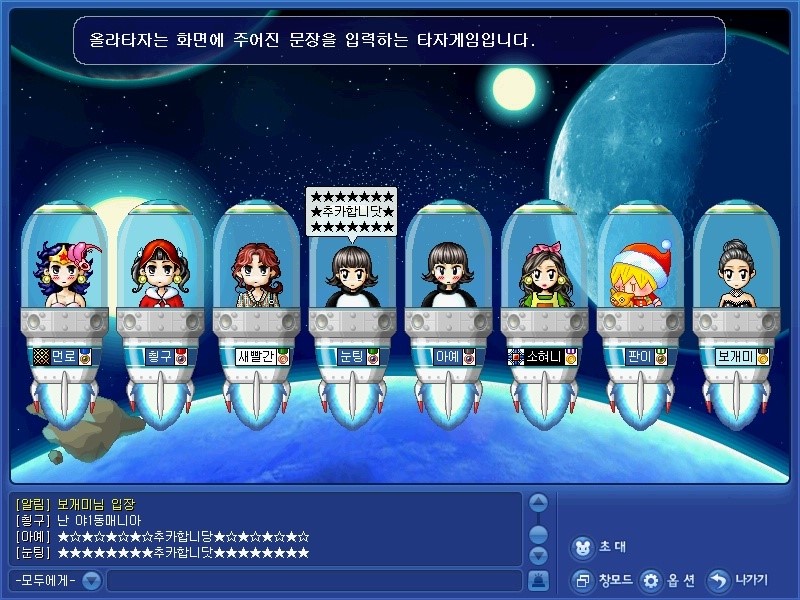 올라타자는 화면에 주어진 문장을 입력하는 타자게임입니다.
★★★★★★★
★추카합니닷★
★★★★★★★
먼로
휭구
새빨간
눈팅
아예
소혀니
판이
보개미
[알림] 보개미님 입장
[휭구] 난 야1동매니아
[아예] ★☆★☆★☆★☆추카합니당★☆★☆★☆★☆
[눈팅] ★★★★★★★★추카합니닷★★★★★★★★
-모두에게-
초대
창모드
옵션
나가기